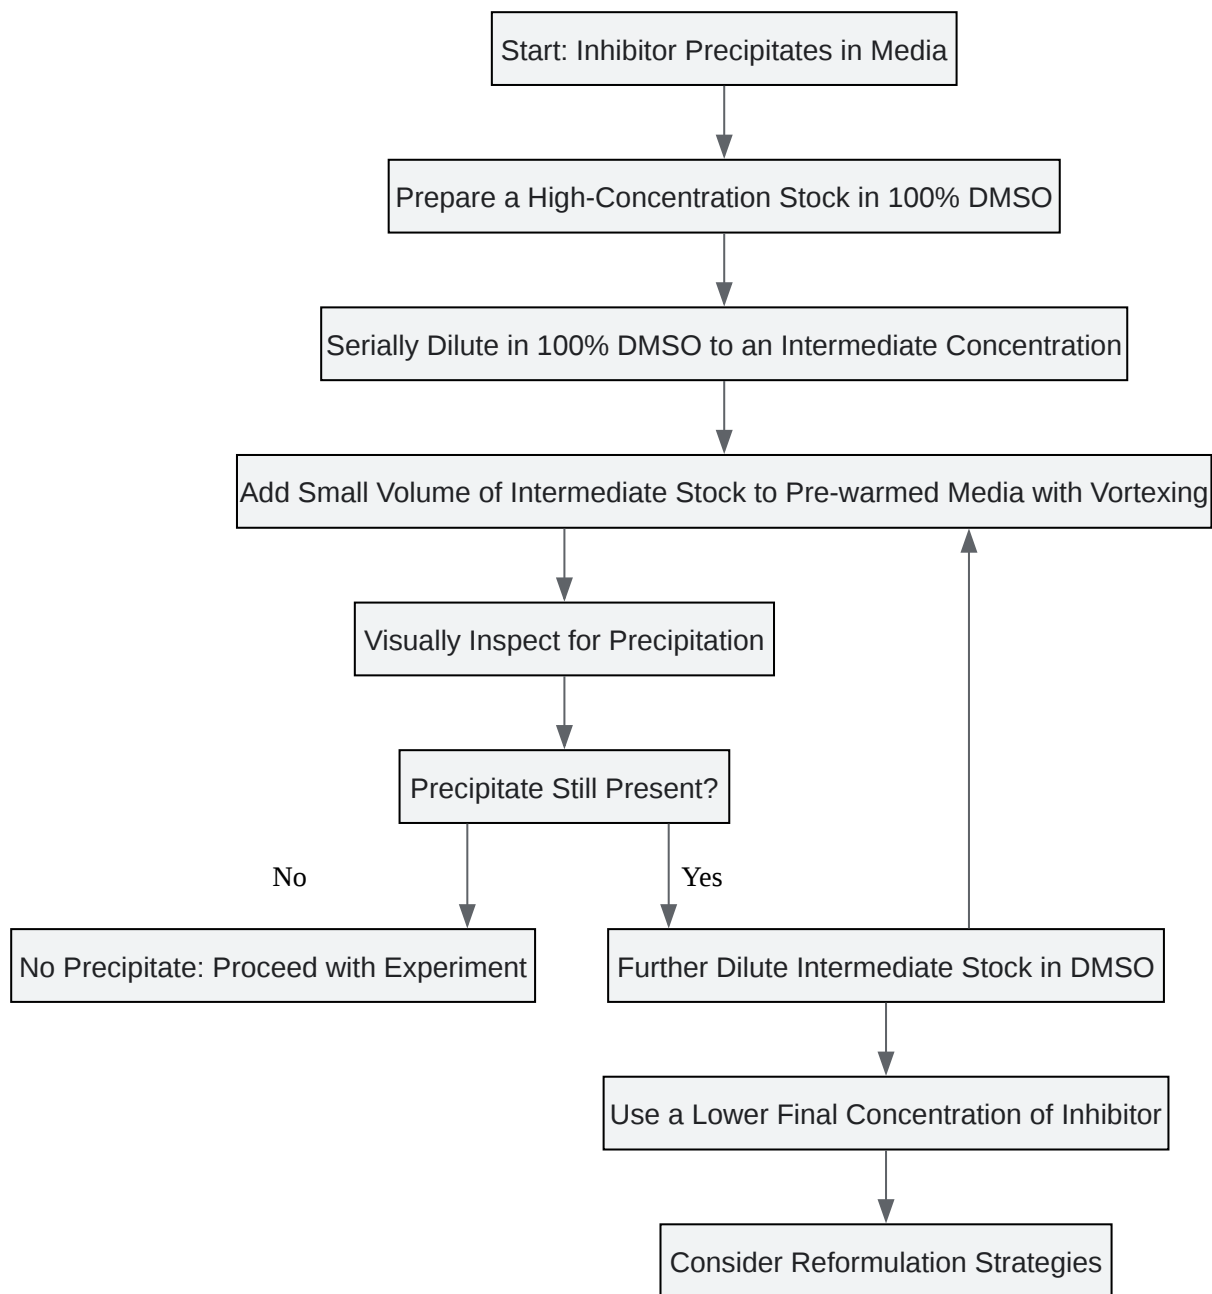 Start: Inhibitor Precipitates in Media
Prepare a High-Concentration Stock in 100% DMSO
Serially Dilute in 100% DMSO to an Intermediate Concentration
Add Small Volume of Intermediate Stock to Pre-warmed Media with Vortexing
Visually Inspect for Precipitation
Precipitate Still Present?
No
Yes
No Precipitate: Proceed with Experiment
Further Dilute Intermediate Stock in DMSO
Use a Lower Final Concentration of Inhibitor
Consider Reformulation Strategies